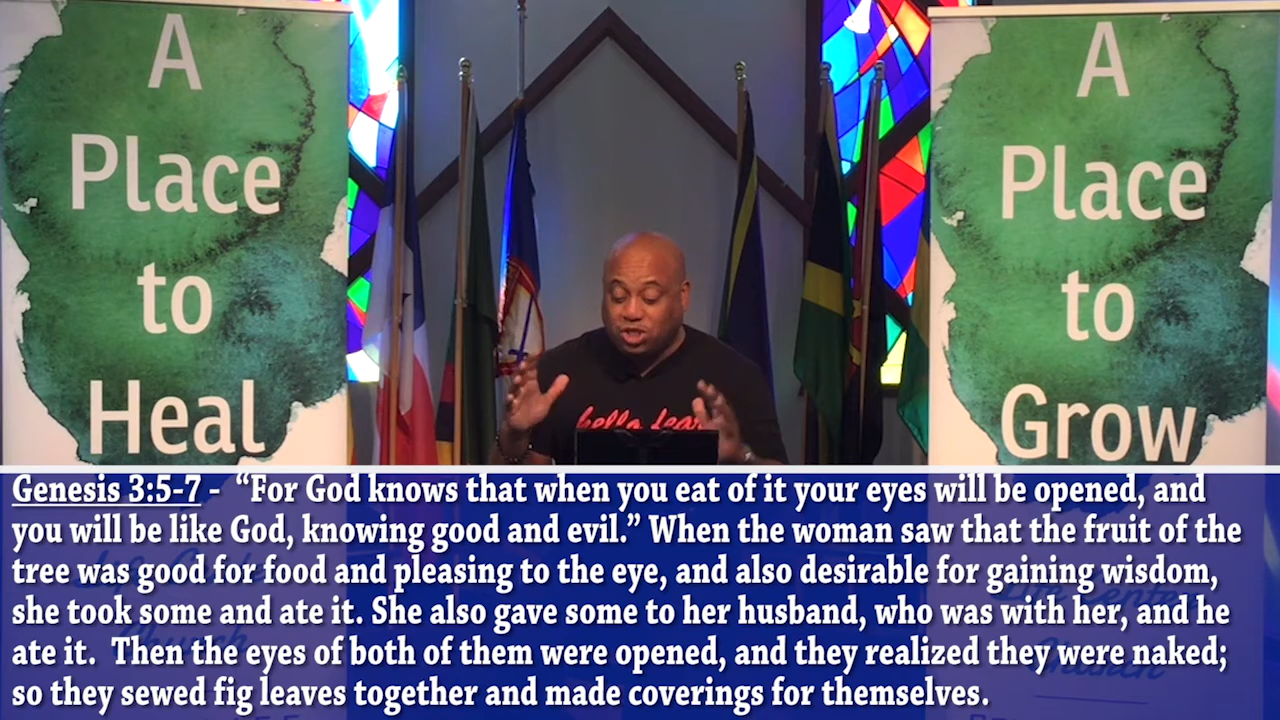 A
Place
to
Heal
A
Place
to
Grow
hella
Genesis 3:5-7 - “For God knows that when you eat of it your eyes will be opened, and
you will be like God, knowing good and evil.” When the woman saw that the fruit of the
tree was good for food and pleasing to the eye, and also desirable for gaining wisdom,
she took some and ate it. She also gave some to her husband, who was with her, and he
ate it. Then the eyes of both of them were opened, and they realized they were naked;
so they sewed fig leaves together and made coverings for themselves.
Church